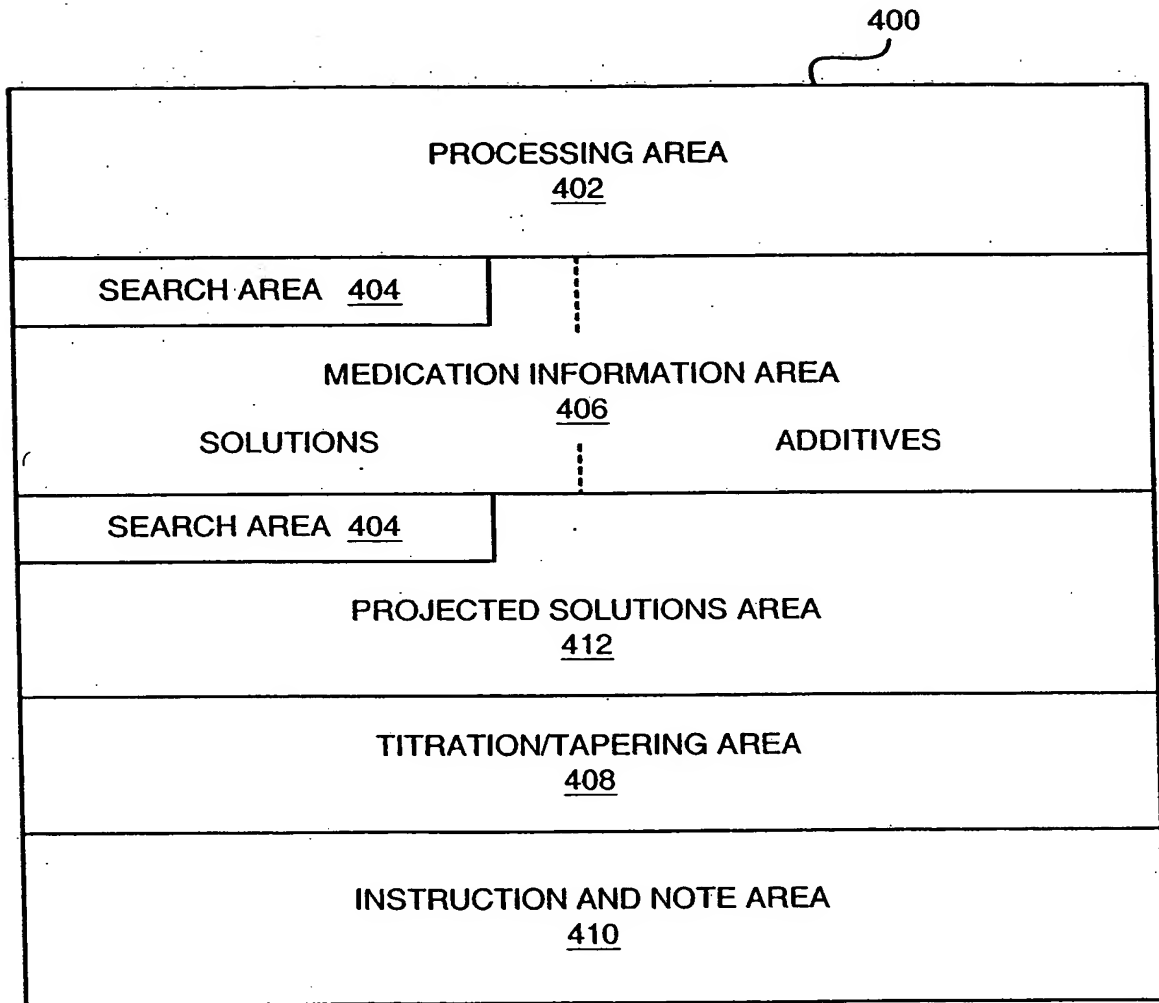 400
PROCESSING AREA
402
SEARCH AREA 404
MEDICATION INFORMATION AREA
406
SOLUTIONS
ADDITIVES
SEARCH AREA 404
PROJECTED SOLUTIONS AREA
412
TITRATION/TAPERING AREA
408
INSTRUCTION AND NOTE AREA
410